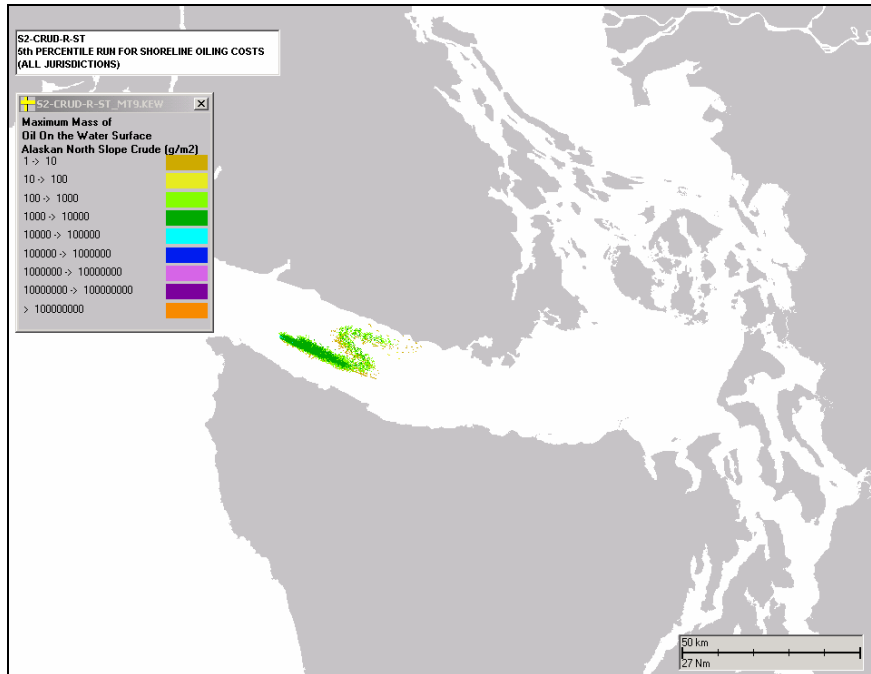 S2-CRUD-R-ST
5th PERCENTILE RUN FOR SHORELINE OILING COSTS
(ALL JURISDICTIONS)
S2-CRUD-R-ST_MT9.KEW
Maximum Mass of
Oil On the Water Surface
Alaskan North Slope Crude (g/m2)
1 -> 10
10 -> 100
100 -> 1000
1000 -> 10000
10000 -> 100000
100000 -> 1000000
1000000 -> 10000000
10000000 -> 100000000
> 100000000
50 km
27 Nm